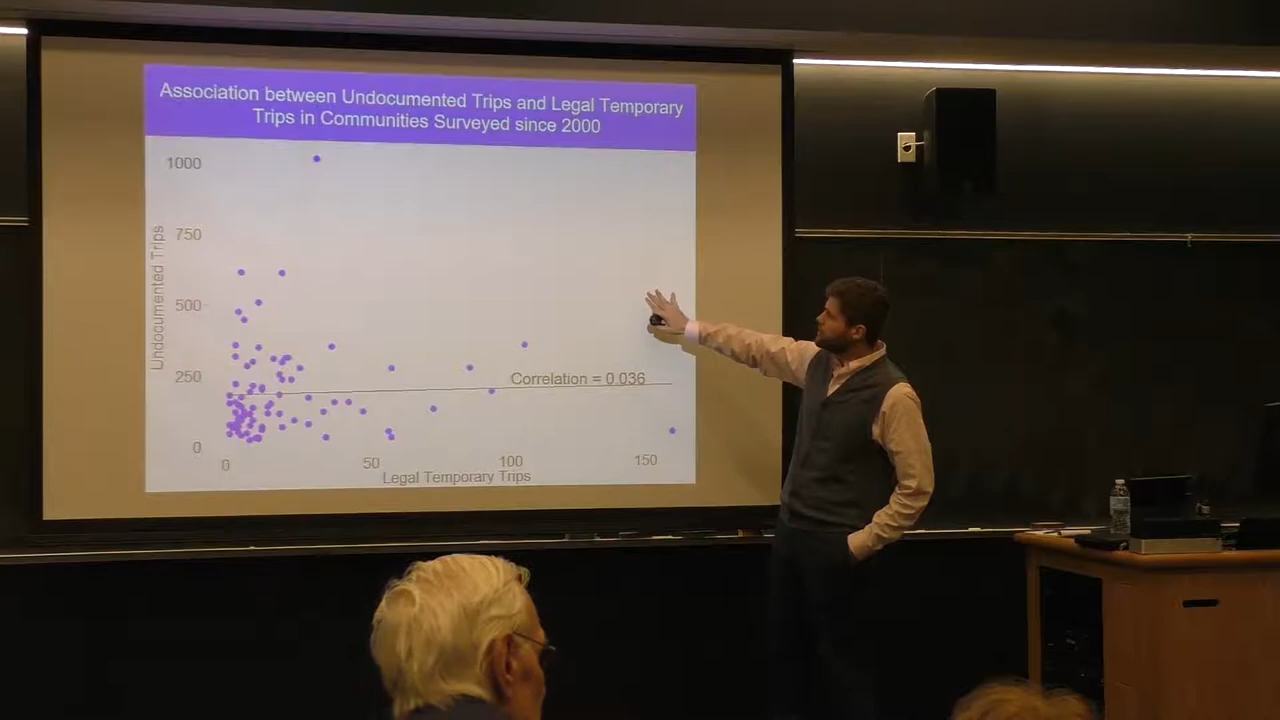 Association between Undocumented Trips and Legal Temporary
Trips in Communities Surveyed since 2000
1000
750
500
250
0
Undocumented Trips
Correlation = 0.036
0
50
100
150
Legal Temporary Trips